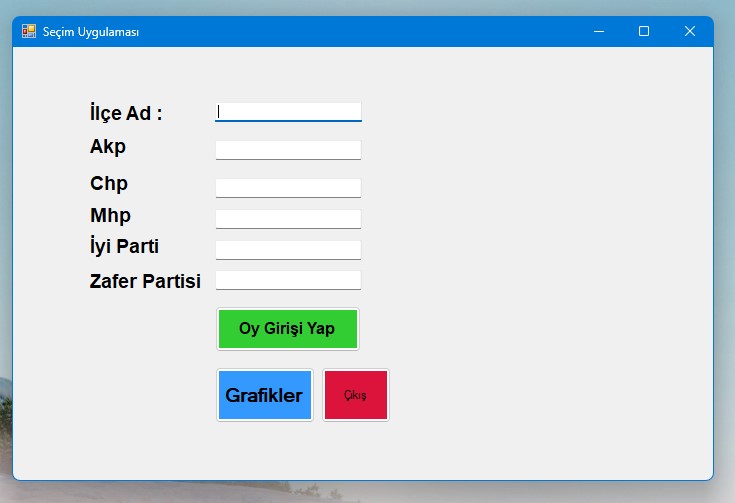 Seçim Uygulaması
İlçe Ad :
Akp
Chp
Mhp
İyi Parti
Zafer Partisi
Oy Girişi Yap
Grafikler
Çıkış